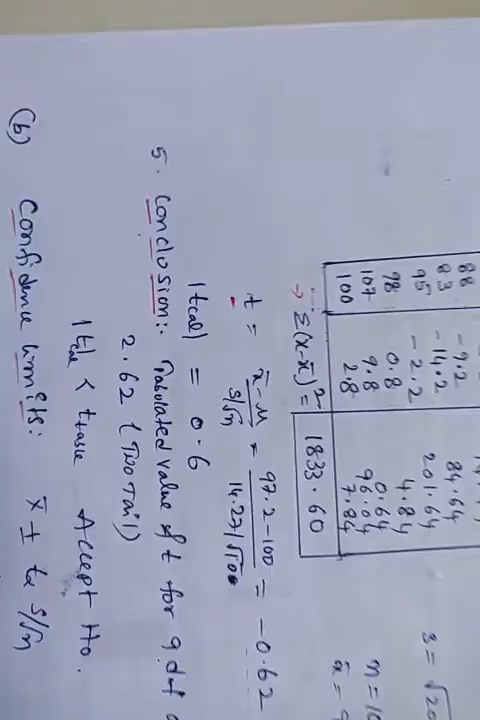 88 -9.2 84.64
83 -14.2 201.64
95 -2.2 4.84
98 0.8 0.64
107 9.8 96.04
100 2.8 7.84
→ Σ(x-x̄)² = 1833.60
n = 10
t = x̄-μ / s/√n = 97.2-100 / 14.27/√10 = -0.62
|tcal| = 0.6
5. Conclusion:- Tabulated value of t for 9 d.f
2.62 (Two Tail)
|tcal < ttable Accept Ho.
(b) Confidence limits: x̄ ± tα s/√n